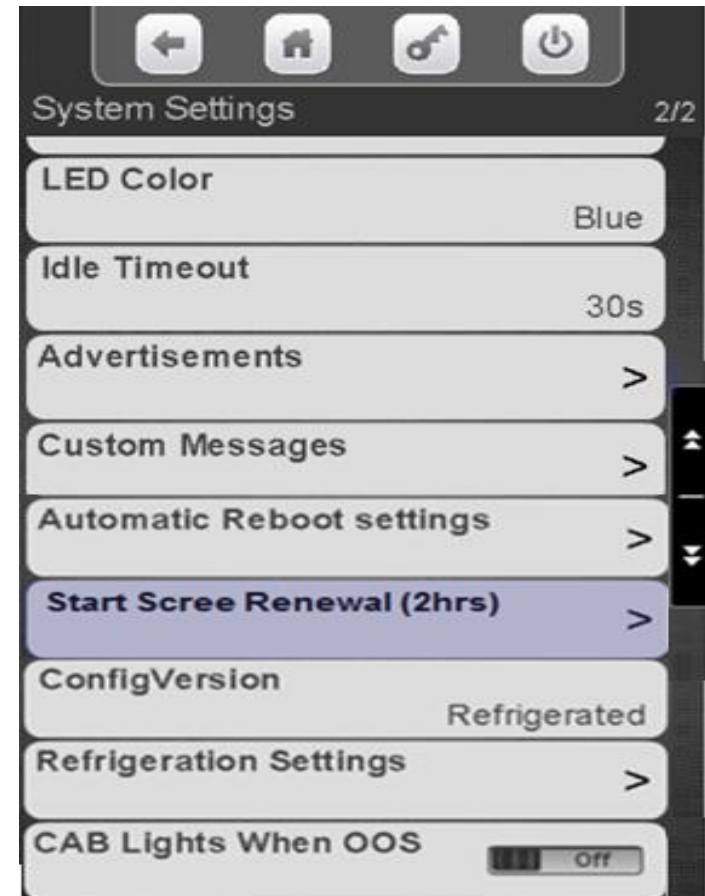 System Settings 2/2
LED Color
Blue
Idle Timeout
30s
Advertisements >
Custom Messages >
Automatic Reboot settings >
Start Scree Renewal (2hrs) >
ConfigVersion
Refrigerated
Refrigeration Settings >
CAB Lights When OOS Off